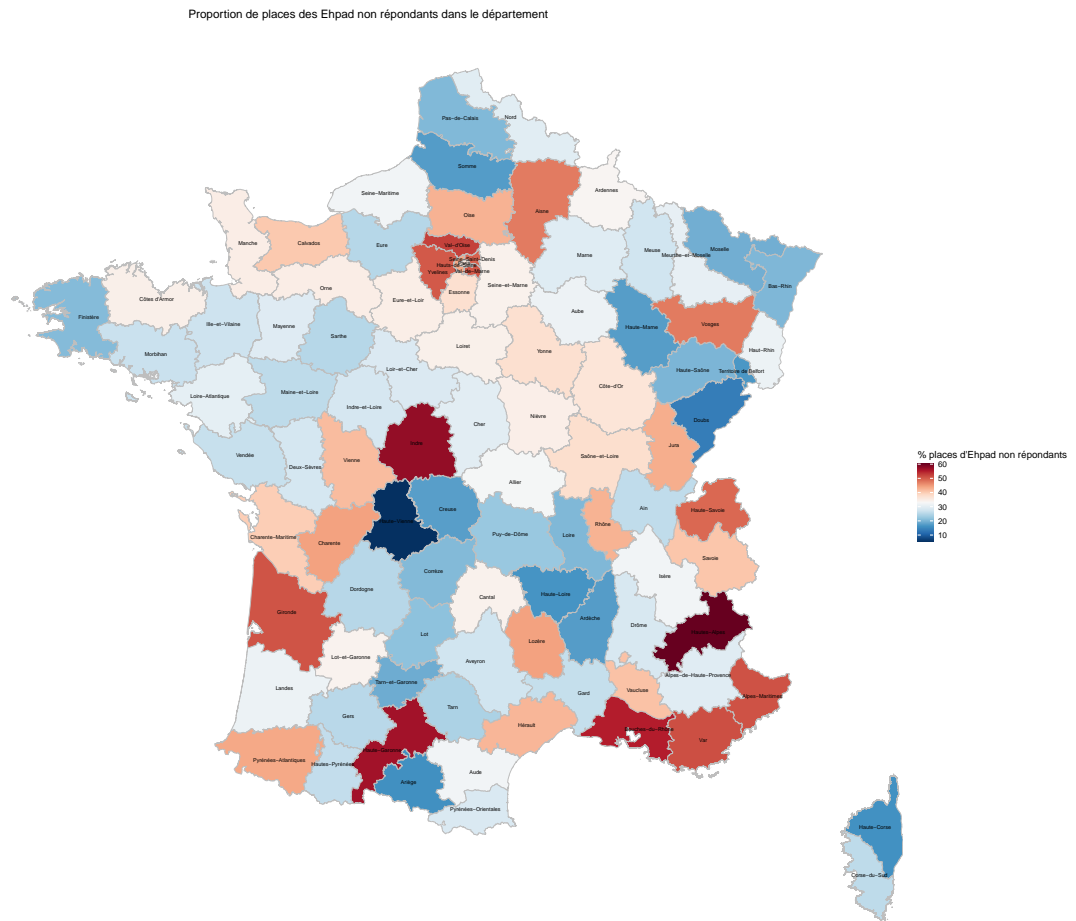 Proportion de places des Ehpad non répondants dans le département
Nord
Pas−de−Calais
Somme
Ardennes
Seine−Maritime
Aisne
Oise
Manche
Calvados
Eure
Val−d'Oise
Meuse
Moselle
Marne
Meurthe−et−Moselle
Seine−Saint−Denis
Hauts−de−Seine
Yvelines
Val−de−Marne
Seine−et−Marne
Bas−Rhin
Orne
Essonne
Côtes d'Armor
Eure−et−Loir
Aube
Finistère
Ille−et−Vilaine
Mayenne
Haute−Marne
Vosges
Sarthe
Loiret
Yonne
Haut−Rhin
Morbihan
Loir−et−Cher
Haute−Saône
Territoire de Belfort
Côte−d'Or
Loire−Atlantique
Maine−et−Loire
Indre−et−Loire
Nièvre
Doubs
Cher
Indre
Jura
Vendée
Deux−Sèvres
Vienne
Saône−et−Loire
% places d'Ehpad non répondants
60
50
40
30
20
10
Allier
Creuse
Ain
Haute−Savoie
Haute−Vienne
Rhône
Charente−Maritime
Charente
Puy−de−Dôme
Loire
Savoie
Corrèze
Isère
Dordogne
Cantal
Haute−Loire
Gironde
Ardèche
Drôme
Hautes−Alpes
Lot
Lozère
Lot−et−Garonne
Aveyron
Alpes−de−Haute−Provence
Tarn−et−Garonne
Landes
Gard
Vaucluse
Alpes−Maritimes
Gers
Tarn
Hérault
Bouches−du−Rhône
Var
Haute−Garonne
Pyrénées−Atlantiques
Hautes−Pyrénées
Aude
Ariège
Pyrénées−Orientales
Haute−Corse
Corse−du−Sud